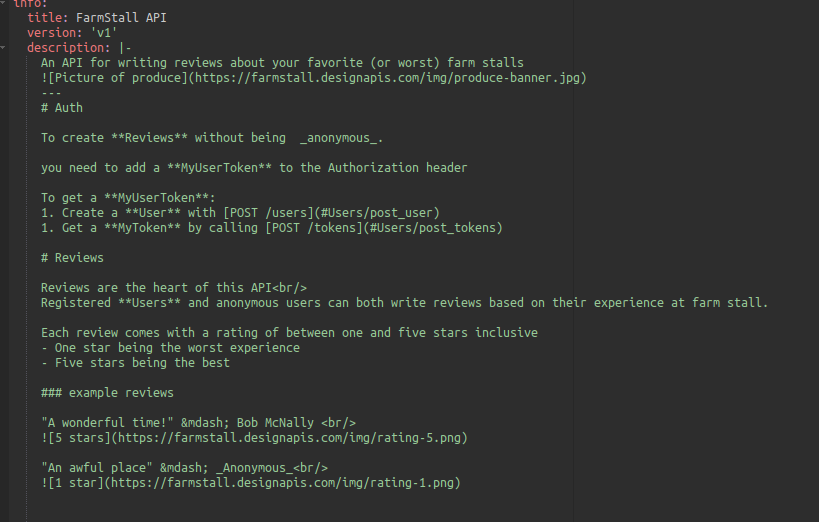 info:
title: FarmStall API
version: 'v1'
description: |-
An API for writing reviews about your favorite (or worst) farm stalls
![Picture of produce](https://farmstall.designapis.com/img/produce-banner.jpg)
---
# Auth
To create **Reviews** without being  _anonymous_.
you need to add a **MyUserToken** to the Authorization header
To get a **MyUserToken**:
1. Create a **User** with [POST /users](#Users/post_user)
1. Get a **MyToken** by calling [POST /tokens](#Users/post_tokens)
# Reviews
Reviews are the heart of this API<br/>
Registered **Users** and anonymous users can both write reviews based on their experience at farm stall.
Each review comes with a rating of between one and five stars inclusive
- One star being the worst experience
- Five stars being the best
### example reviews
"A wonderful time!" &mdash; Bob McNally <br/>
![5 stars](https://farmstall.designapis.com/img/rating-5.png)
"An awful place" &mdash; _Anonymous_<br/>
![1 star](https://farmstall.designapis.com/img/rating-1.png)